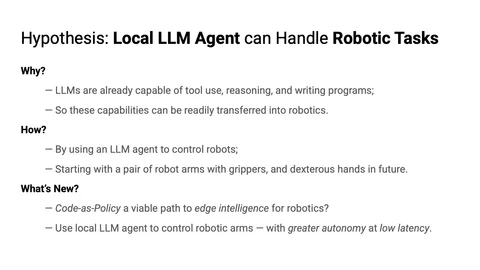 Hypothesis: Local LLM Agent can Handle Robotic Tasks
Why?
— LLMs are already capable of tool use, reasoning, and writing programs;
— So these capabilities can be readily transferred into robotics.
How?
— By using an LLM agent to control robots;
— Starting with a pair of robot arms with grippers, and dexterous hands in future.
What's New?
— Code-as-Policy a viable path to edge intelligence for robotics?
— Use local LLM agent to control robotic arms — with greater autonomy at low latency.